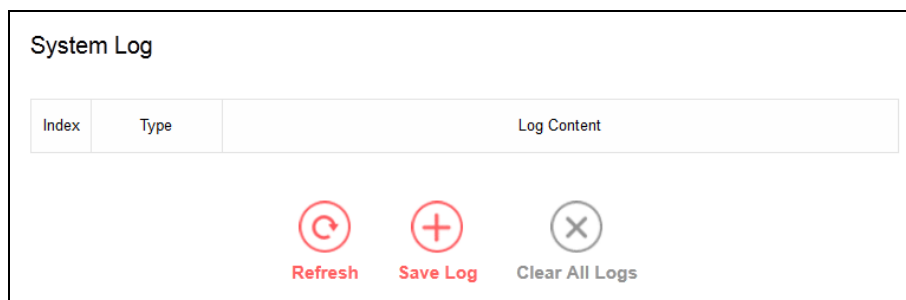 System Log
Index Type Log Content
Refresh Save Log Clear All Logs